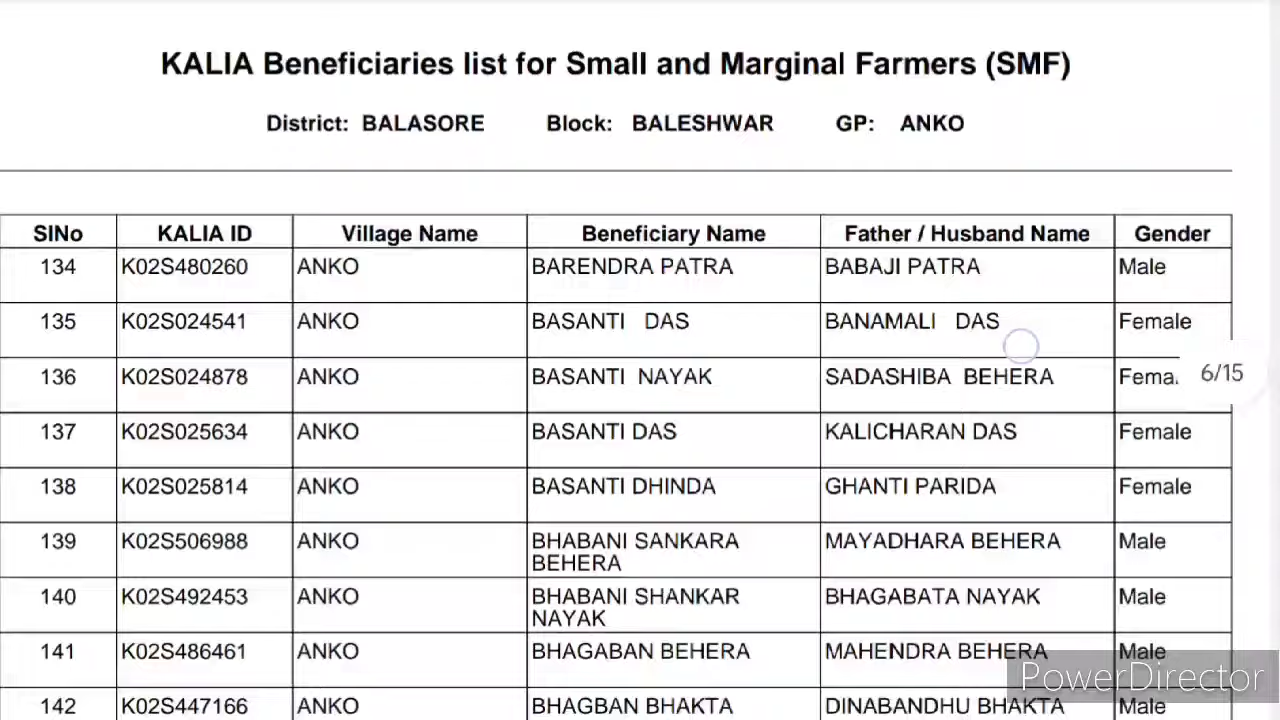 KALIA Beneficiaries list for Small and Marginal Farmers (SMF)
District: BALASORE Block: BALESHWAR GP: ANKO
SlNo KALIA ID Village Name Beneficiary Name Father / Husband Name Gender
134 K02S480260 ANKO BARENDRA PATRA BABAJI PATRA Male
135 K02S024541 ANKO BASANTI DAS BANAMALI DAS Female
136 K02S024878 ANKO BASANTI NAYAK SADASHIBA BEHERA
6/15
137 K02S025634 ANKO BASANTI DAS KALICHARAN DAS Female
138 K02S025814 ANKO BASANTI DHINDA GHANTI PARIDA Female
139 K02S506988 ANKO BHABANI SANKARA MAYADHARA BEHERA Male
BEHERA
140 K02S492453 ANKO BHABANI SHANKAR BHAGABATA NAYAK Male
NAYAK
141 K02S486461 ANKO BHAGABAN BEHERA MAHENDRA BEHERA Male
PowerDirector
142 K02S447166 ANKO BHAGBAN BHAKTA DINABANDHU BHAKTA Male